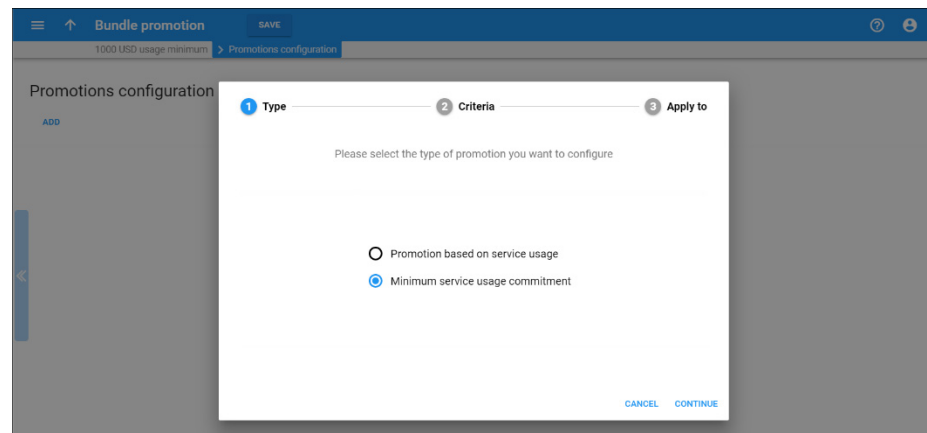 Bundle promotion SAVE
1000 USD usage minimum > Promotions configuration
Promotions configuration
ADD
1 Type 2 Criteria 3 Apply to
Please select the type of promotion you want to configure
Promotion based on service usage
Minimum service usage commitment
CANCEL CONTINUE